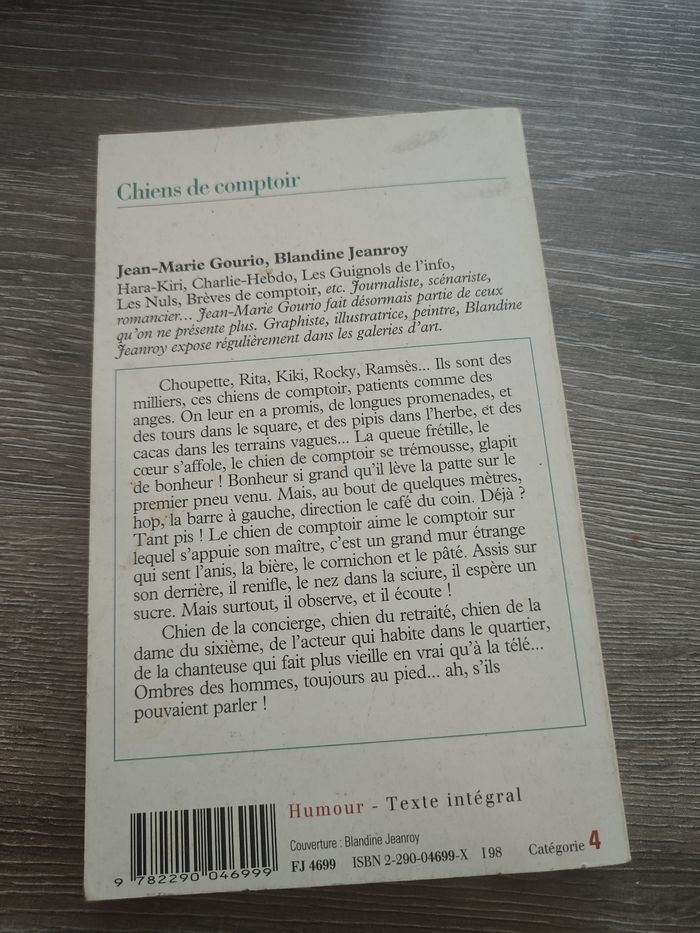 Chiens de comptoir
Jean-Marie Gourio, Blandine Jeanroy
Hara-Kiri, Charlie-Hebdo, Les Guignols de l'info,
Les Nuls, Brèves de comptoir, etc. Journaliste, scénariste,
romancier... Jean-Marie Gourio fait désormais partie de ceux
qu'on ne présente plus. Graphiste, illustratrice, peintre, Blandine
Jeanroy expose régulièrement dans les galeries d'art.
Choupette, Rita, Kiki, Rocky, Ramsès... Ils sont des
milliers, ces chiens de comptoir, patients comme des
anges. On leur en a promis, de longues promenades, et
des tours dans le square, et des pipis dans l'herbe, et des
cacas dans les terrains vagues... La queue frétille, le
cœur s'affole, le chien de comptoir se trémousse, glapit
de bonheur ! Bonheur si grand qu'il lève la patte sur le
premier pneu venu. Mais, au bout de quelques mètres,
hop, la barre à gauche, direction le café du coin. Déjà ?
Tant pis ! Le chien de comptoir aime le comptoir sur
lequel s'appuie son maître, c'est un grand mur étrange
qui sent l'anis, la bière, le cornichon et le pâté. Assis sur
son derrière, il renifle, le nez dans la sciure, il espère un
sucre. Mais surtout, il observe, et il écoute !
Chien de la concierge, chien du retraité, chien de la
dame du sixième, de l'acteur qui habite dans le quartier,
de la chanteuse qui fait plus vieille en vrai qu'à la télé...
Ombres des hommes, toujours au pied... ah, s'ils
pouvaient parler !
Humour - Texte intégral
Couverture : Blandine Jeanroy
FJ 4699 ISBN 2-290-04699-X I 98 Catégorie 4
9 782290 046999